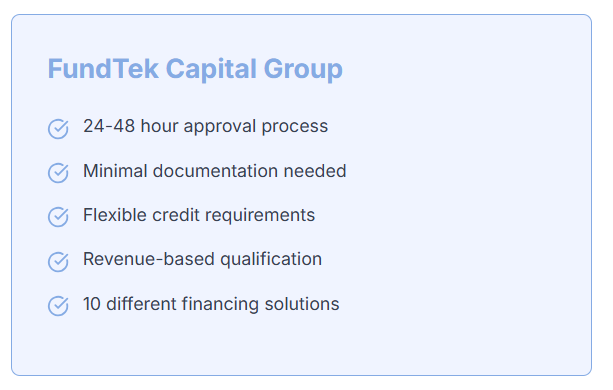 FundTek Capital Group
24-48 hour approval process
Minimal documentation needed
Flexible credit requirements
Revenue-based qualification
10 different financing solutions